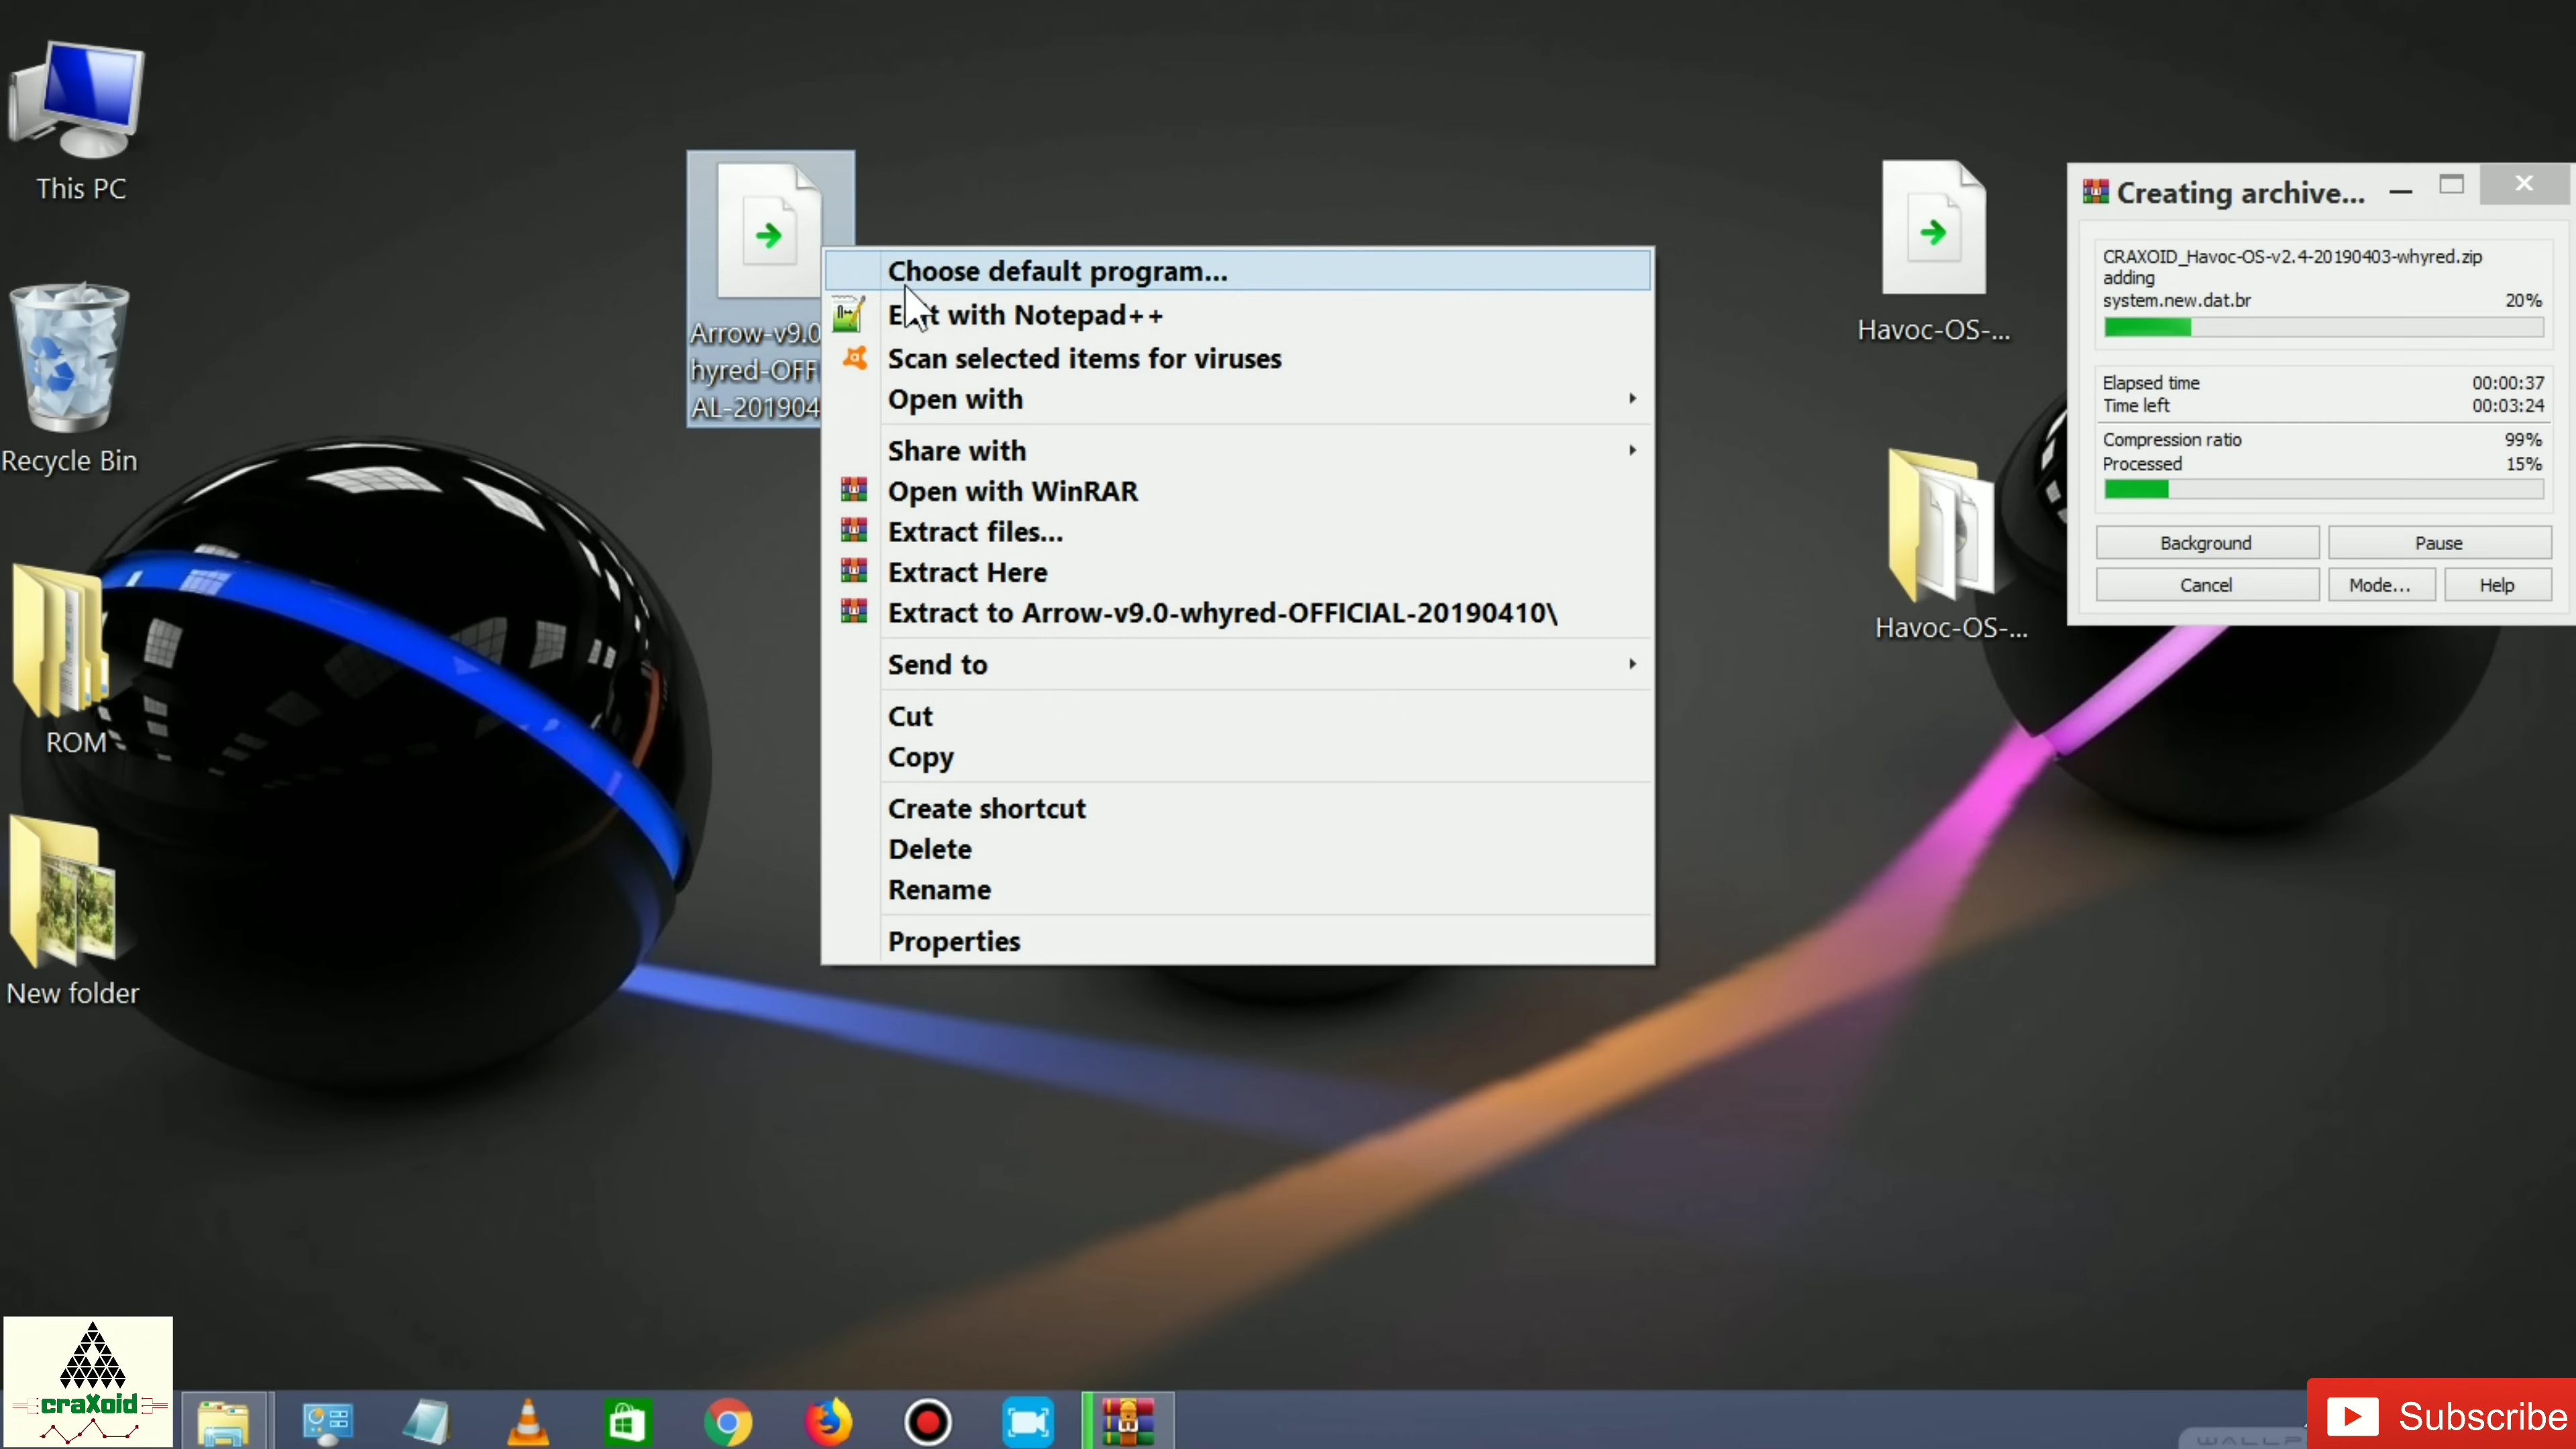 This PC
Recycle Bin
ROM
New folder
Arrow-v9.0
hyred-OFF
AL-201904
Choose default program...
with Notepad++
Scan selected items for viruses
Open with
Share with
Open with WinRAR
Extract files...
Extract Here
Extract to Arrow-v9.0-whyred-OFFICIAL-20190410\
Send to
Cut
Copy
Create shortcut
Delete
Rename
Properties
Havoc-OS-...
Havoc-OS-...
Creating archive...
CRAXOID_Havoc-OS-v2.4-20190403-whyred.zip
adding
system.new.dat.br 20%
Elapsed time 00:00:37
Time left 00:03:24
Compression ratio 99%
Processed 15%
Background Pause
Cancel Mode... Help
craXoid
Subscribe